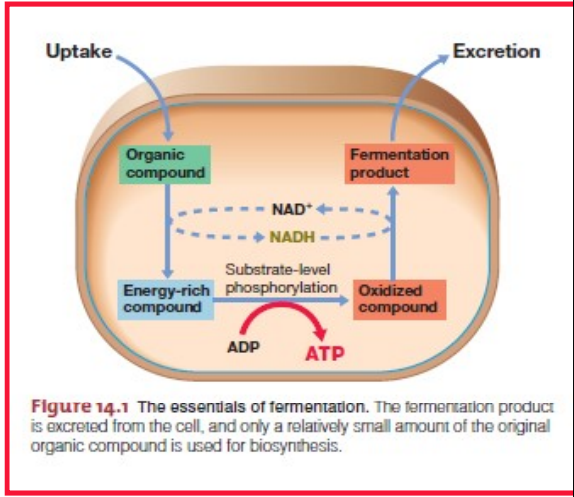 Uptake
Excretion
Organic
compound
Fermentation
product
NAD⁺
NADH
Substrate-level
phosphorylation
Energy-rich
compound
Oxidized
compound
ADP
ATP
Figure 14.1 The essentials of fermentation. The fermentation product
is excreted from the cell, and only a relatively small amount of the original
organic compound is used for biosynthesis.